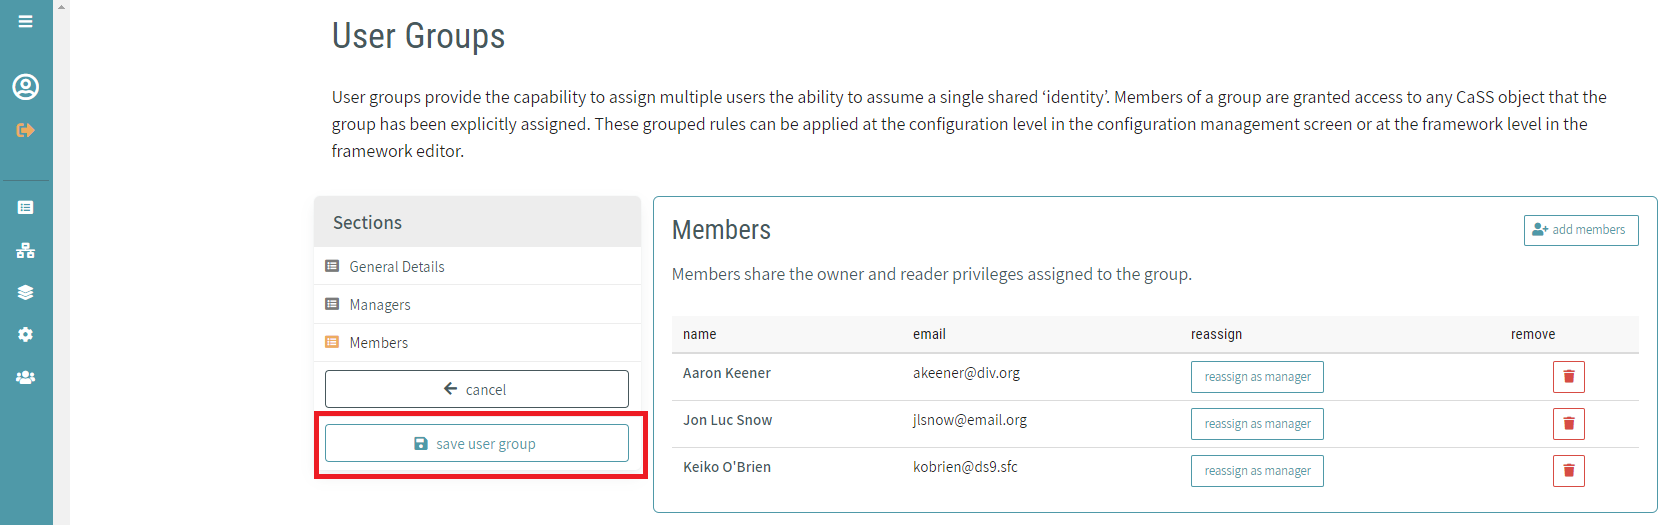 User Groups
User groups provide the capability to assign multiple users the ability to assume a single shared ‘identity’. Members of a group are granted access to any CaSS object that the
group has been explicitly assigned. These grouped rules can be applied at the configuration level in the configuration management screen or at the framework level in the
framework editor.
Sections
General Details
Managers
Members
cancel
save user group
Members
add members
Members share the owner and reader privileges assigned to the group.
name email reassign remove
Aaron Keener akeener@div.org reassign as manager
Jon Luc Snow jlsnow@email.org reassign as manager
Keiko O'Brien kobrien@ds9.sfc reassign as manager